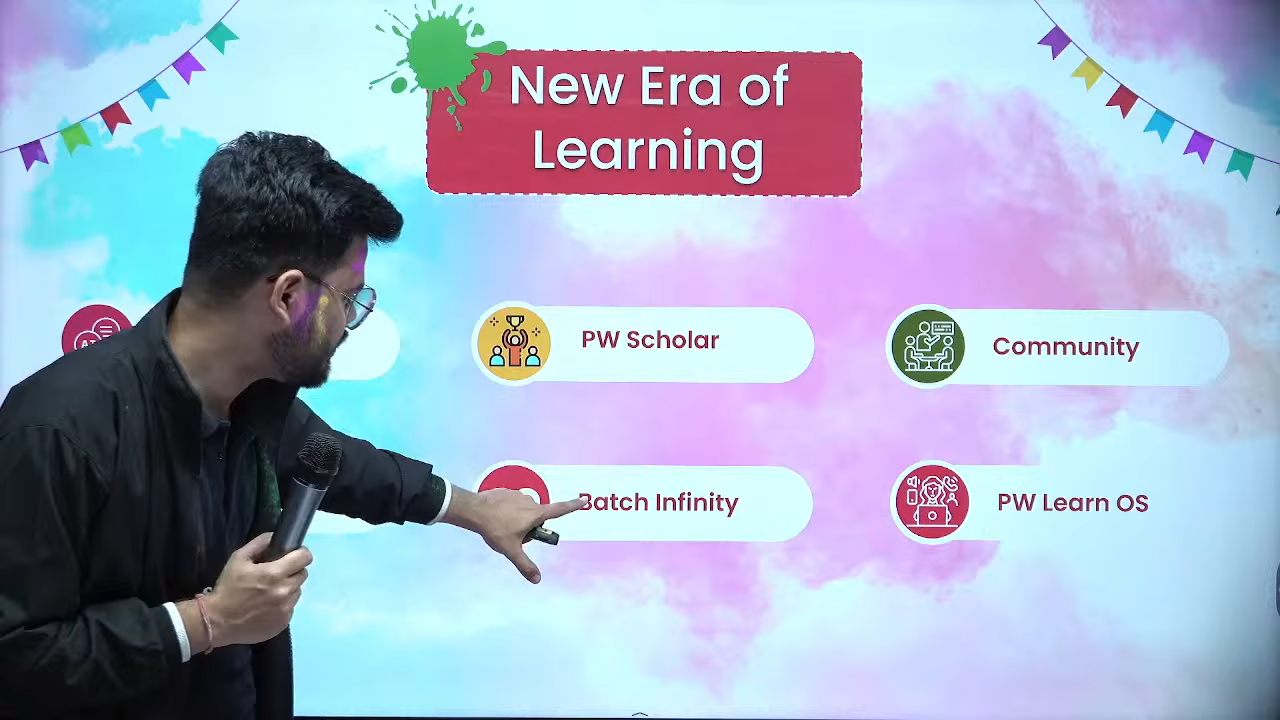 New Era of
Learning
PW Scholar
Community
Batch Infinity
PW Learn OS